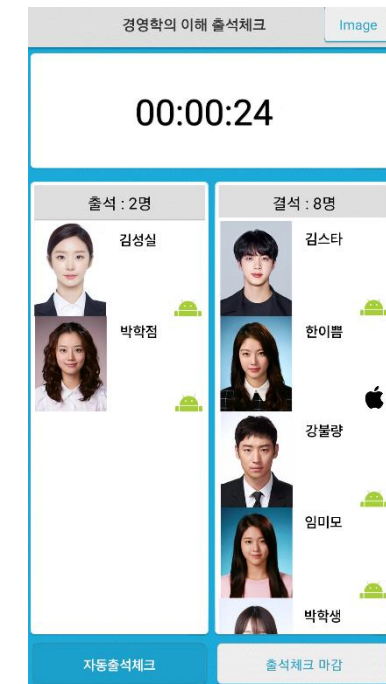 경영학의 이해 출석체크
Image
00:00:24
출석 : 2명
김성실
박학점
결석 : 8명
김스타
한이쁨
강불량
임미모
박학생
자동출석체크
출석체크 마감